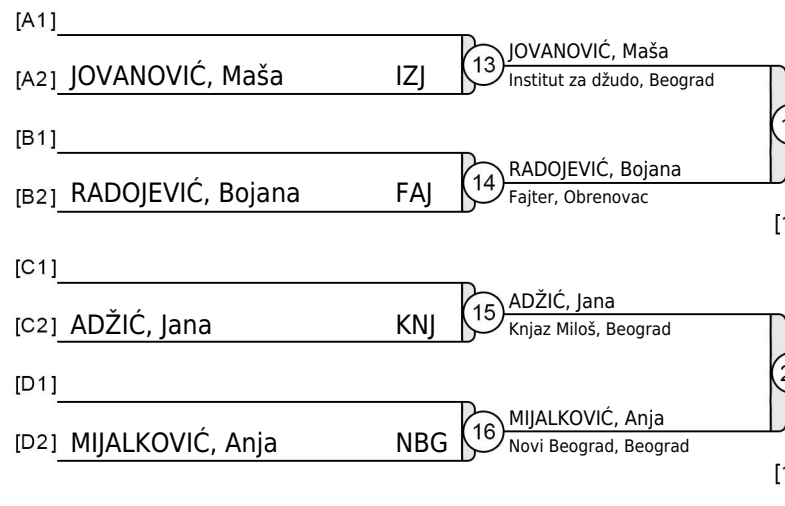 [A1]
JOVANOVIĆ, Maša
[A2] JOVANOVIĆ, Maša IZJ 13
Institut za džudo, Beograd
[B1]
RADOJEVIĆ, Bojana
[B2] RADOJEVIĆ, Bojana FAJ 14
Fajter, Obrenovac
[C1]
ADŽIĆ, Jana
[C2] ADŽIĆ, Jana KNJ 15
Knjaz Miloš, Beograd
[D1]
MIJALKOVIĆ, Anja
[D2] MIJALKOVIĆ, Anja NBG 16
Novi Beograd, Beograd